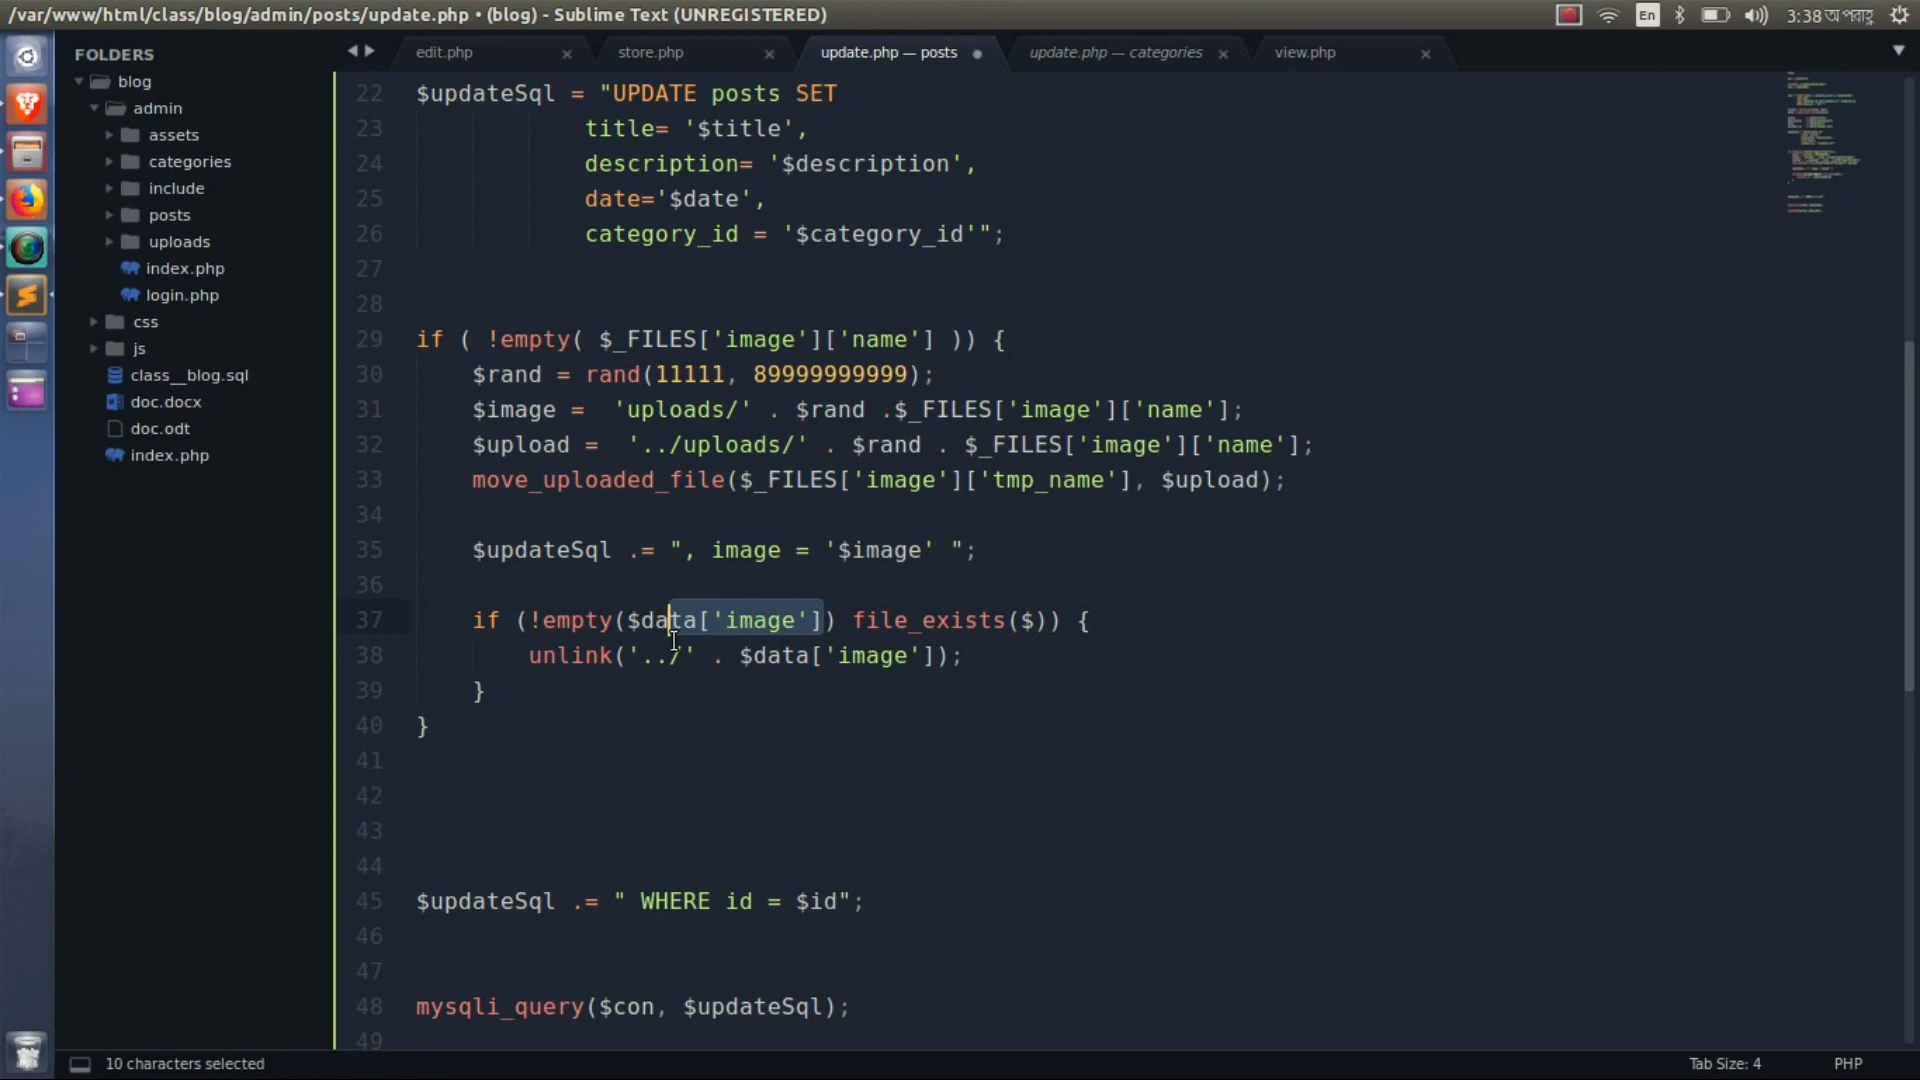 /var/www/html/class/blog/admin/posts/update.php • (blog) - Sublime Text (UNREGISTERED)
En
3:38 অপরাহ্ণ
FOLDERS
blog
admin
assets
categories
include
posts
uploads
index.php
login.php
css
js
class__blog.sql
doc.docx
doc.odt
index.php
edit.php
store.php
update.php — posts
update.php — categories
view.php
22 $updateSql = "UPDATE posts SET
23 title= '$title',
24 description= '$description',
25 date='$date',
26 category_id = '$category_id'";
27
28
29 if ( !empty( $_FILES['image']['name'] )) {
30 $rand = rand(11111, 89999999999);
31 $image =  'uploads/' . $rand .$_FILES['image']['name'];
32 $upload =  '../uploads/' . $rand . $_FILES['image']['name'];
33 move_uploaded_file($_FILES['image']['tmp_name'], $upload);
34
35 $updateSql .= ", image = '$image' ";
36
37 if (!empty($data['image']) file_exists($)) {
38 unlink('../' . $data['image']);
39 }
40 }
41
42
43
44
45 $updateSql .= " WHERE id = $id";
46
47
48 mysqli_query($con, $updateSql);
49
10 characters selected
Tab Size: 4
PHP